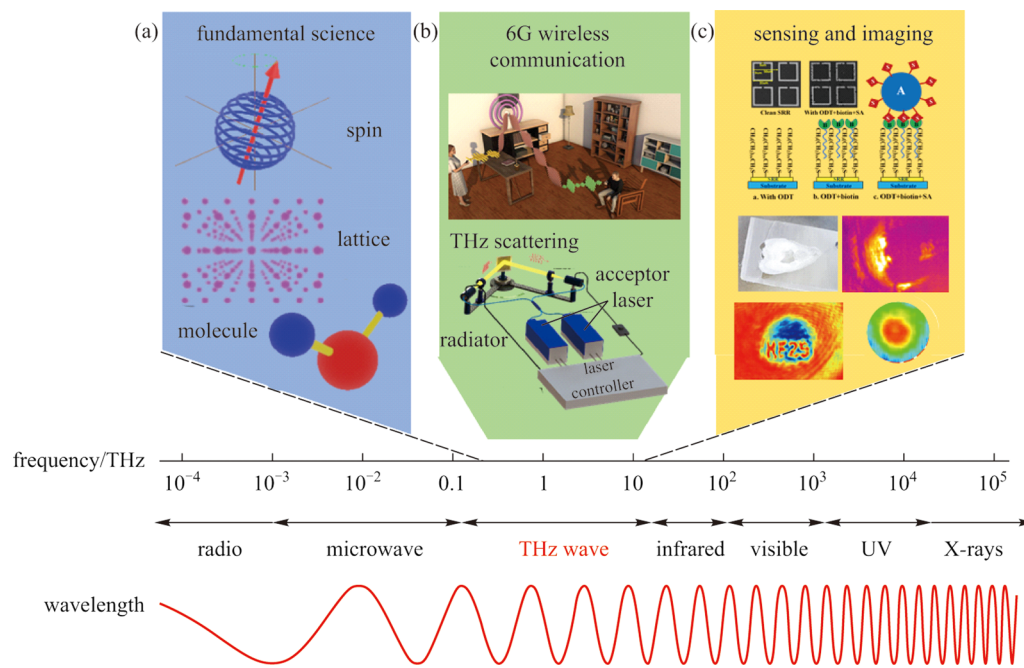 (a)
fundamental science
spin
lattice
molecule
(b)
6G wireless
communication
THz scattering
acceptor
laser
radiator
laser
controller
(c)
sensing and imaging
Clean SRR
With ODT+biotin+SA
A
SRR
Substrate
a. With ODT
SRR
Substrate
b. ODT+biotin
SRR
Substrate
c. ODT+biotin+SA
frequency/THz
10⁻⁴ 10⁻³ 10⁻² 0.1 1 10 10² 10³ 10⁴ 10⁵
radio microwave THz wave infrared visible UV X-rays
wavelength